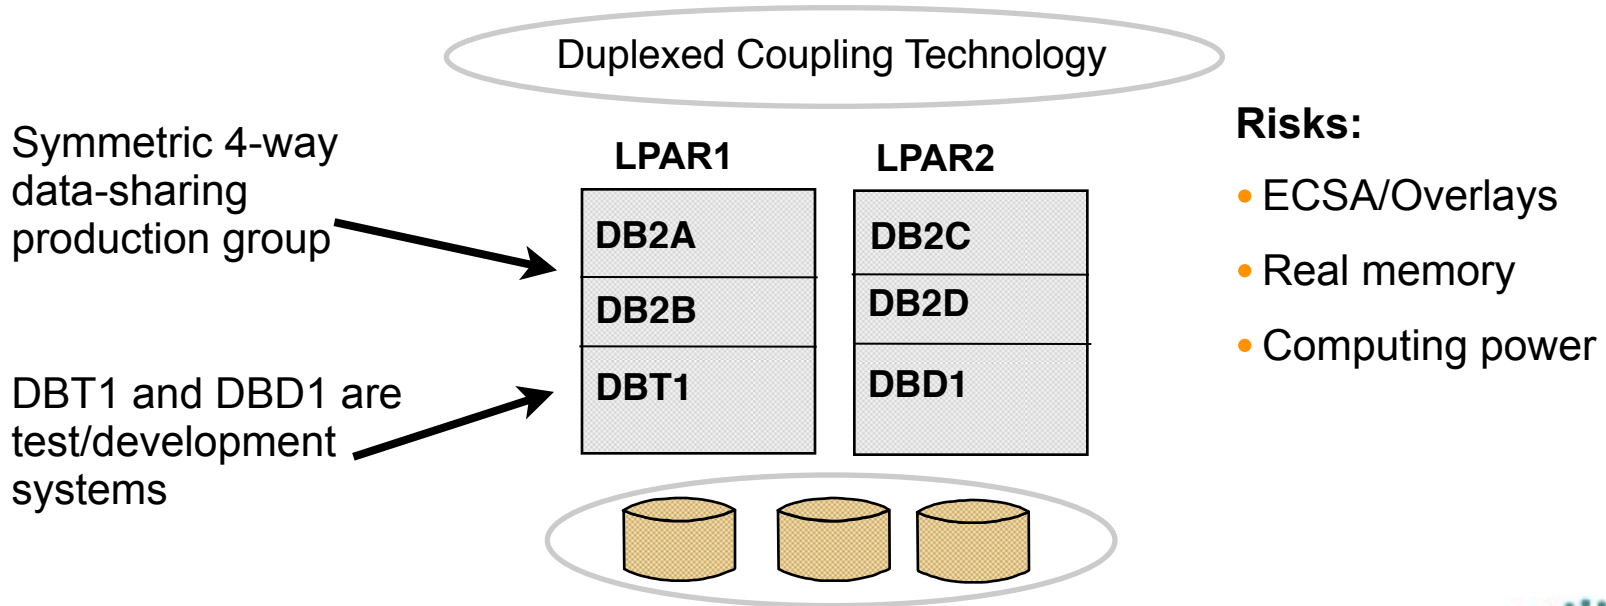 Duplexed Coupling Technology
Symmetric 4-way
data-sharing
production group
DBT1 and DBD1 are
test/development
systems
LPAR1
DB2A
DB2B
DBT1
LPAR2
DB2C
DB2D
DBD1
Risks:
• ECSA/Overlays
• Real memory
• Computing power